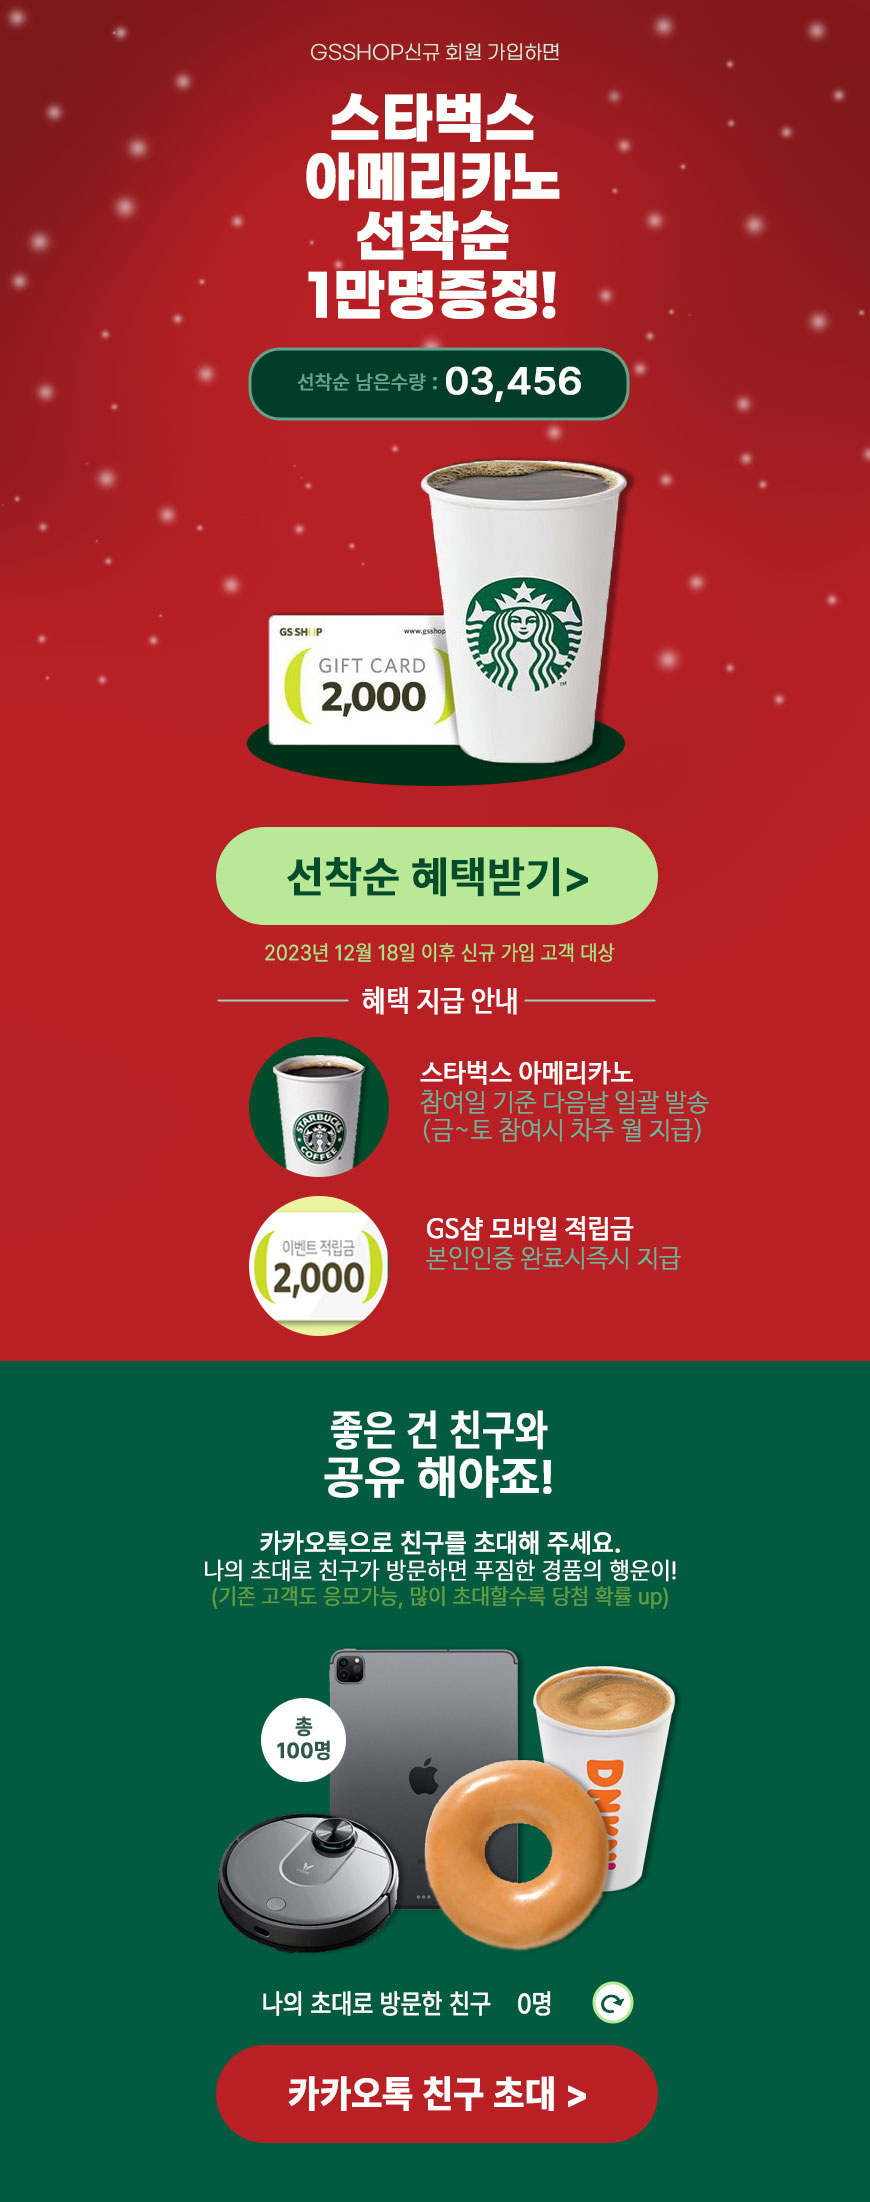 GSSHOP신규 회원 가입하면
스타벅스
아메리카노
선착순
1만명증정!
선착순 남은수량 : 03,456
GS SHOP www.gsshop
GIFT CARD
2,000
선착순 혜택받기>
2023년 12월 18일 이후 신규 가입 고객 대상
혜택 지급 안내
스타벅스 아메리카노
참여일 기준 다음날 일괄 발송
(금~토 참여시 차주 월 지급)
STARBUCKS
COFFEE
GS샵 모바일 적립금
본인인증 완료시즉시 지급
이벤트 적립금
2,000
좋은 건 친구와
공유 해야죠!
카카오톡으로 친구를 초대해 주세요.
나의 초대로 친구가 방문하면 푸짐한 경품의 행운이!
(기존 고객도 응모가능, 많이 초대할수록 당첨 확률 up)
총
100명
나의 초대로 방문한 친구 0명
카카오톡 친구 초대 >